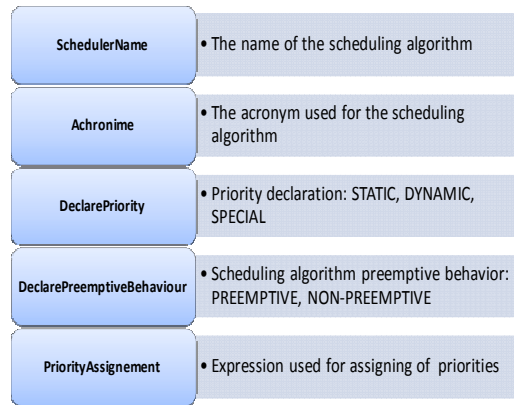 SchedulerName
• The name of the scheduling algorithm
Achronime
• The acronym used for the scheduling
algorithm
DeclarePriority
• Priority declaration: STATIC, DYNAMIC,
SPECIAL
DeclarePreemptiveBehaviour
• Scheduling algorithm preemptive behavior:
PREEMPTIVE, NON-PREEMPTIVE
PriorityAssignement
• Expression used for assigning of priorities